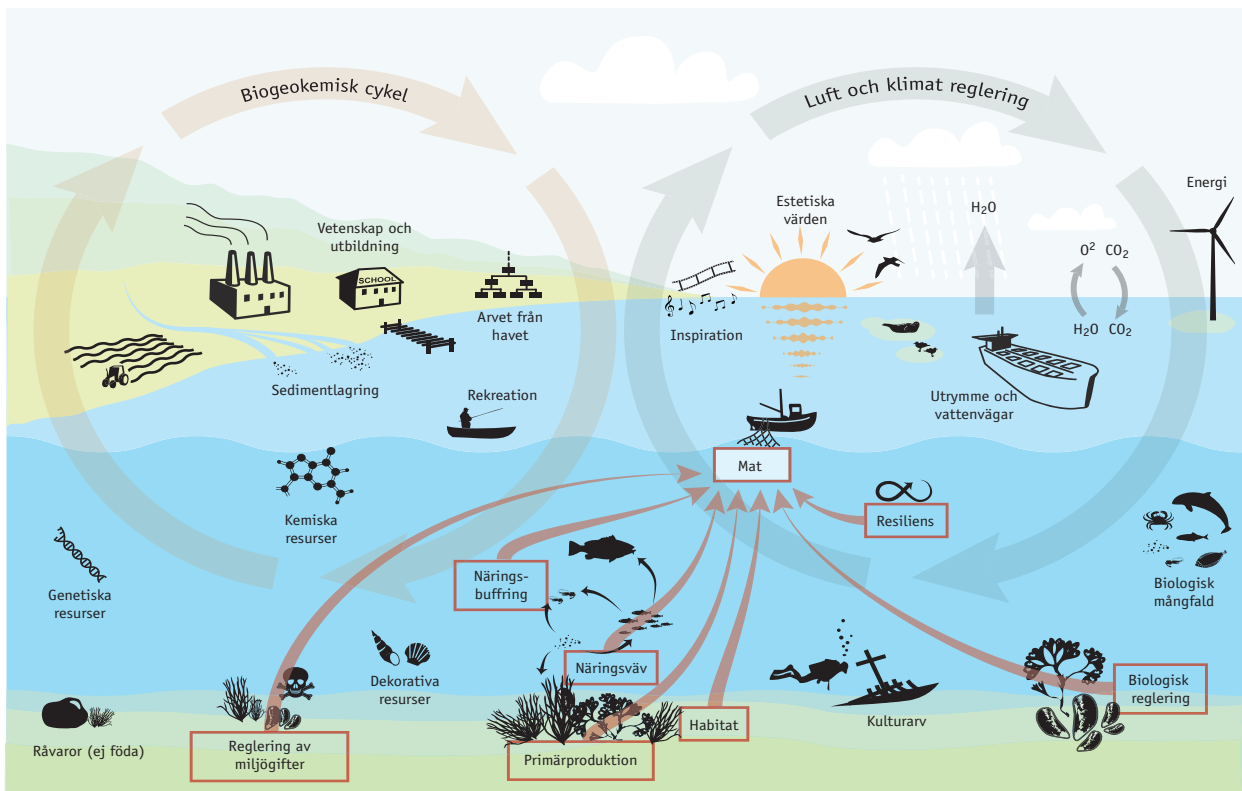 Biogeokemisk cykel
Luft och klimat reglering
Energi
Estetiska
värden
H₂O
Vetenskap och
utbildning
SCHOOL
O² CO₂
H₂O CO₂
Arvet från
havet
Inspiration
Sedimentlagring
Rekreation
Utrymme och
vattenvägar
Mat
Kemiska
resurser
Resiliens
Genetiska
resurser
Närings-
buffring
Biologisk
mångfald
Näringsväv
Dekorativa
resurser
Biologisk
reglering
Kulturarv
Habitat
Råvaror (ej föda)
Reglering av
miljögifter
Primärproduktion